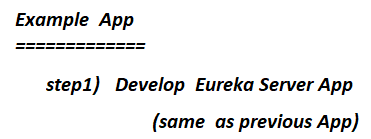 Example App
=============
step1) Develop Eureka Server App
(same as previous App)